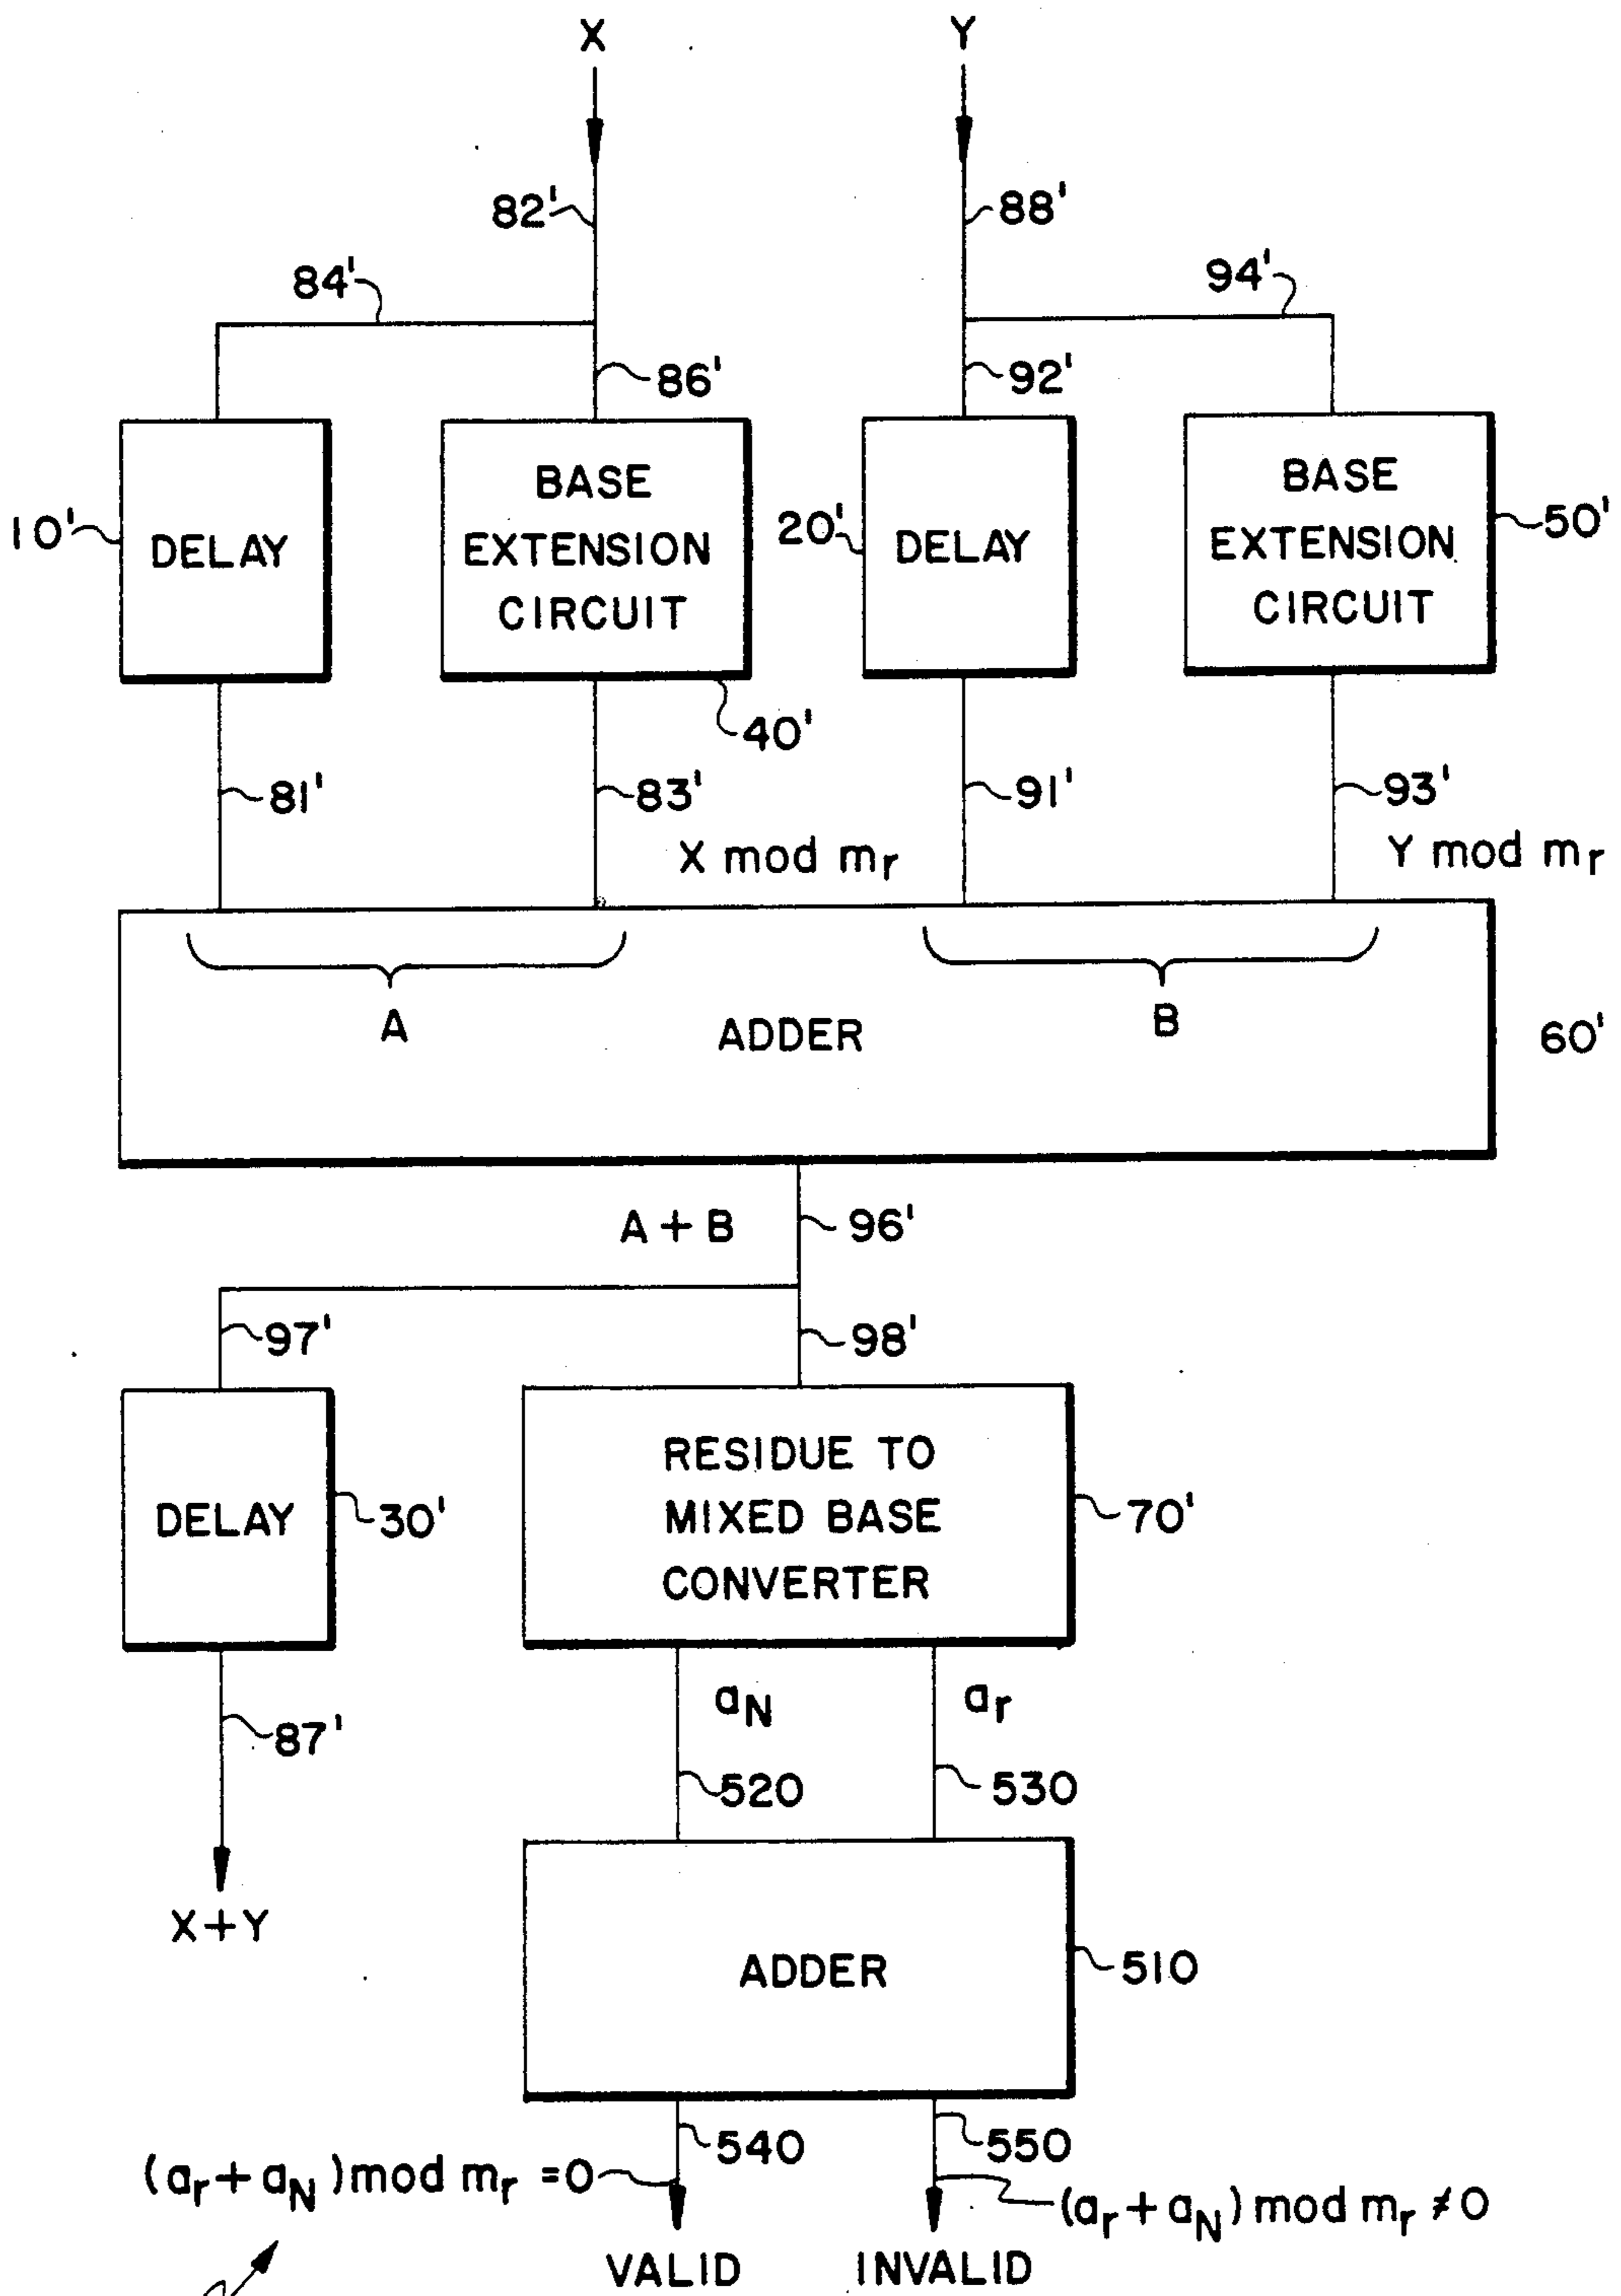 X
Y
82'
88'
84'
94'
86'
92'
10'
DELAY
BASE
EXTENSION
CIRCUIT
40'
20'
DELAY
BASE
EXTENSION
CIRCUIT
50'
81'
83'
91'
93'
X mod mr
Y mod mr
A
ADDER
B
60'
A + B
96'
97'
98'
DELAY
30'
RESIDUE TO
MIXED BASE
CONVERTER
70'
87'
aN
ar
520
530
X+Y
ADDER
510
540
550
(ar + aN) mod mr = 0
(ar + aN) mod mr ≠ 0
VALID
INVALID